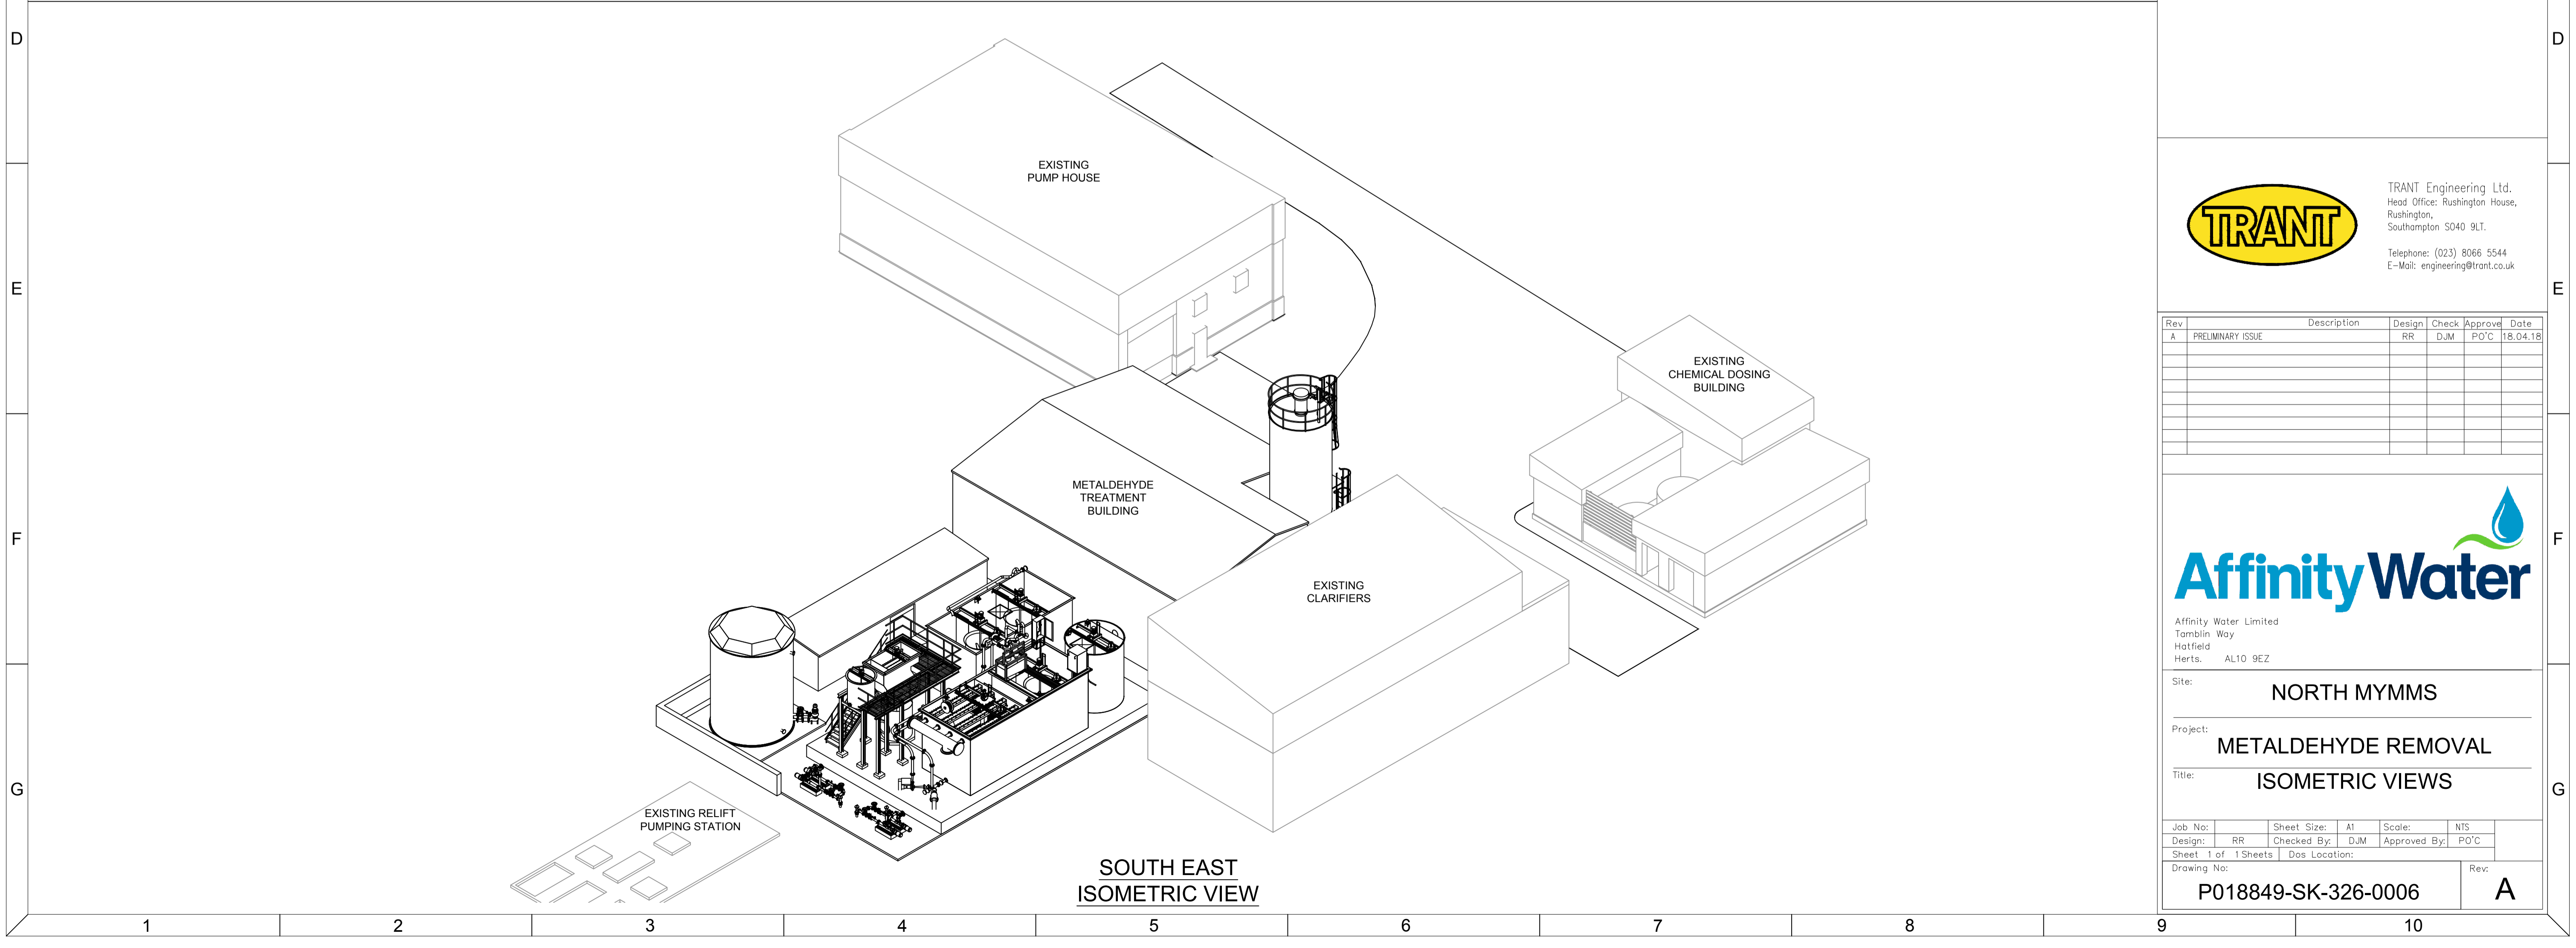 D
D
EXISTING
PUMP HOUSE
E
E
EXISTING
CHEMICAL DOSING
BUILDING
METALDEHYDE
TREATMENT
BUILDING
F
F
EXISTING
CLARIFIERS
G
G
EXISTING RELIFT
PUMPING STATION
SOUTH EAST
ISOMETRIC VIEW
1 2 3 4 5 6 7 8 9 10
TRANT
TRANT Engineering Ltd.
Head Office: Rushington House,
Rushington,
Southampton SO40 9LT.
Telephone: (023) 8066 5544
E-Mail: engineering@trant.co.uk
Rev Description Design Check Approve Date
A PRELIMINARY ISSUE RR DJM PO'C 18.04.18
AffinityWater
Affinity Water Limited
Tamblin Way
Hatfield
Herts. AL10 9EZ
Site:
NORTH MYMMS
Project:
METALDEHYDE REMOVAL
Title:
ISOMETRIC VIEWS
Job No: Sheet Size: A1 Scale: NTS
Design: RR Checked By: DJM Approved By: PO'C
Sheet 1 of 1 Sheets Dos Location:
Drawing No: Rev:
P018849-SK-326-0006 A